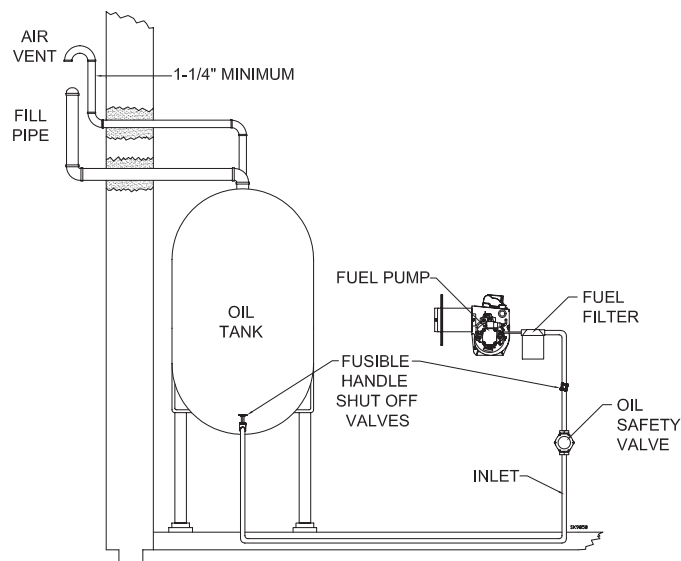 AIR
VENT
1-1/4" MINIMUM
FILL
PIPE
OIL
TANK
FUEL PUMP
FUEL
FILTER
FUSIBLE
HANDLE
SHUT OFF
VALVES
OIL
SAFETY
VALVE
INLET
SK9850